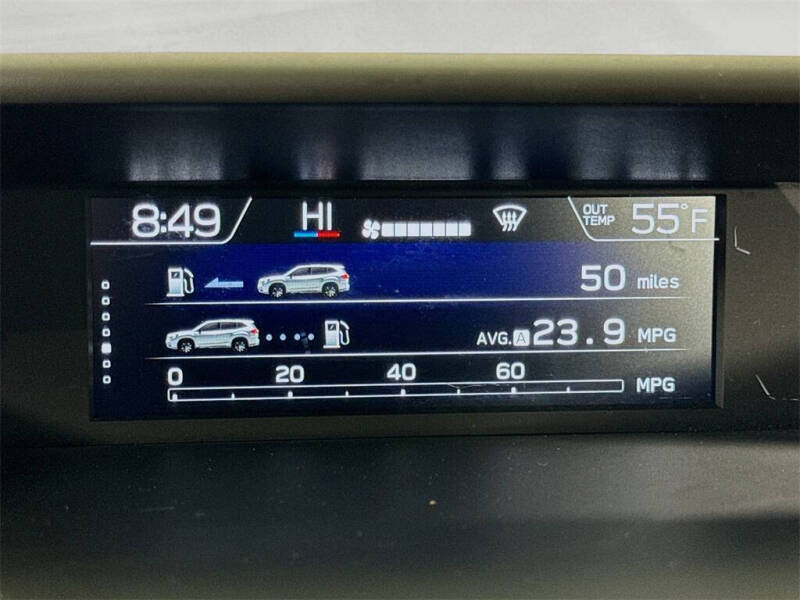 8:49 HI OUT TEMP 55°F
50 miles
AVG. A 23.9 MPG
0 20 40 60 MPG